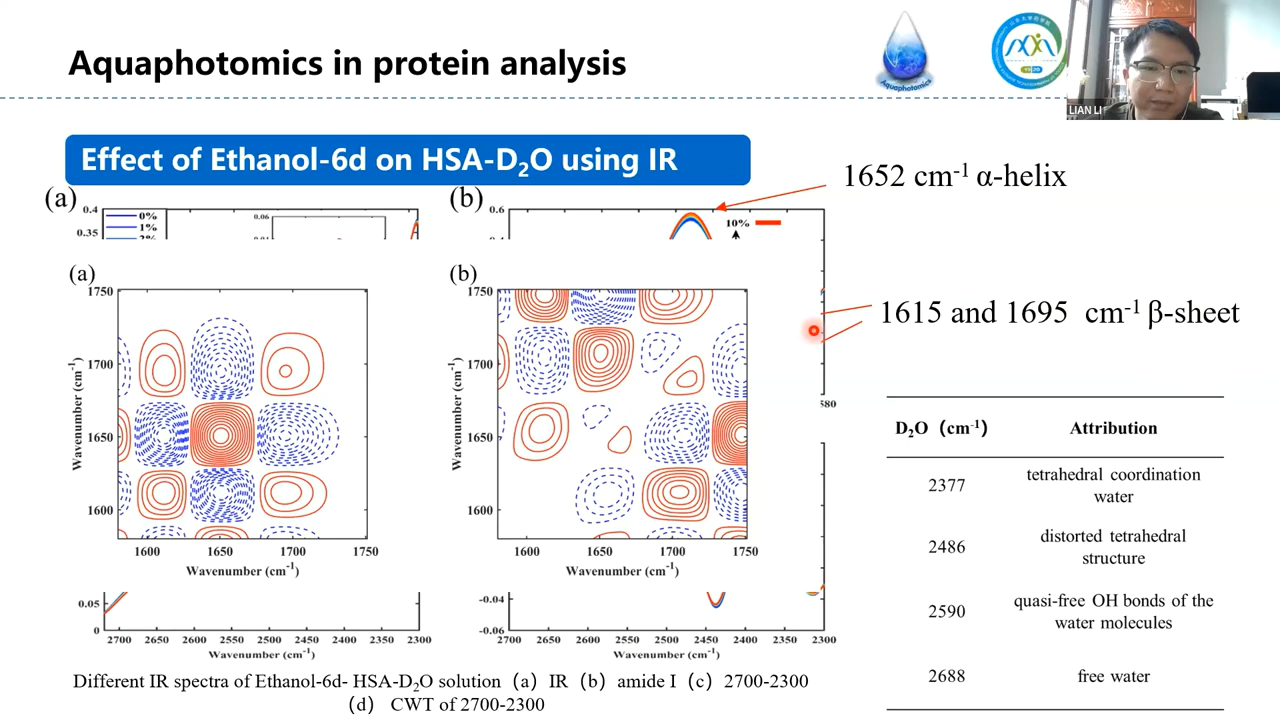 Aquaphotomics in protein analysis
Aquaphotomics
LIAN LI
Effect of Ethanol-6d on HSA-D₂O using IR
1652 cm⁻¹ α-helix
(a)
(b)
0.4
0.35
0%
1%
2%
0.06
0.6
10%
1615 and 1695 cm⁻¹ β-sheet
(a)
1750
1700
1650
1600
Wavenumber (cm⁻¹)
1600 1650 1700 1750
Wavenumber (cm⁻¹)
(b)
1750
1700
1650
1600
Wavenumber (cm⁻¹)
1600 1650 1700 1750
Wavenumber (cm⁻¹)
580
D₂O（cm⁻¹） Attribution
2377 tetrahedral coordination
water
2486 distorted tetrahedral
structure
2590 quasi-free OH bonds of the
water molecules
2688 free water
0.05
0
2700 2650 2600 2550 2500 2450 2400 2350 2300
Wavenumber (cm⁻¹)
-0.04
-0.06
2700 2650 2600 2550 2500 2450 2400 2350 2300
Wavenumber (cm⁻¹)
Different IR spectra of Ethanol-6d- HSA-D₂O solution（a）IR（b）amide I（c）2700-2300
（d） CWT of 2700-2300